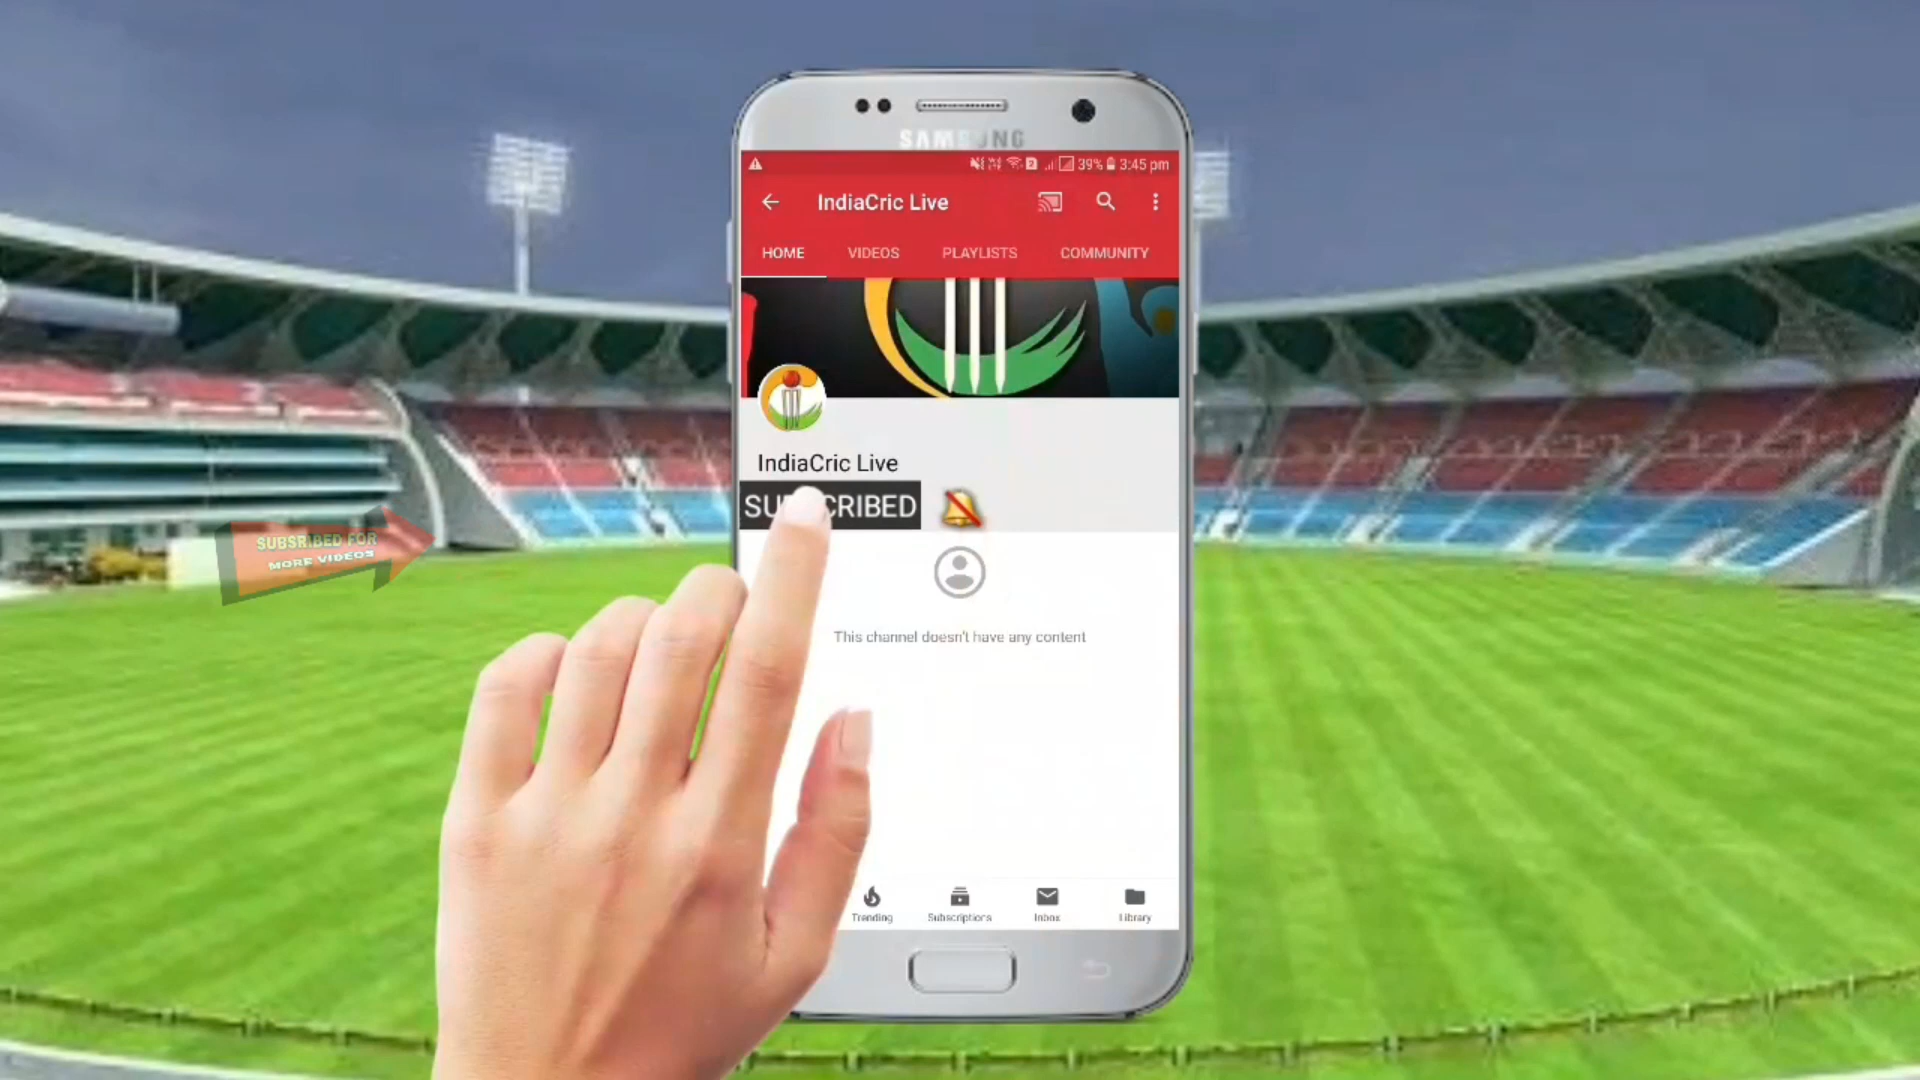 SAMSUNG
39% 3:45 pm
IndiaCric Live
HOME VIDEOS PLAYLISTS COMMUNITY
IndiaCric Live
SUBSCRIBED
SUBSRIBED FOR
MORE VIDEOS
This channel doesn't have any content
Trending Subscriptions Inbox Library